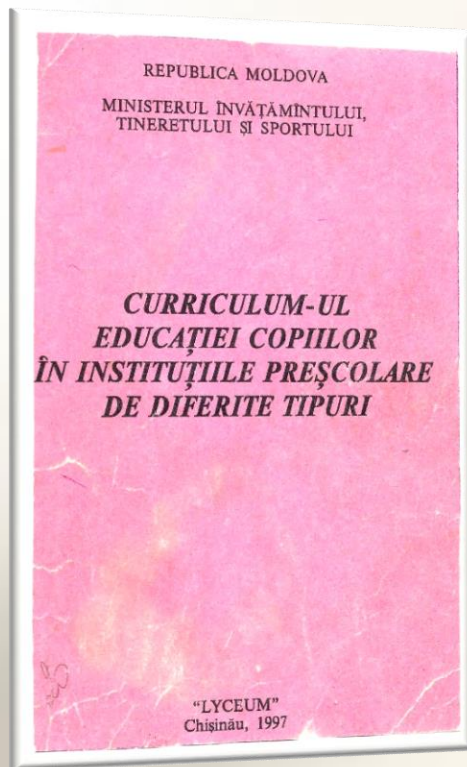 REPUBLICA MOLDOVA
MINISTERUL ÎNVĂȚĂMÎNTULUI,
TINERETULUI ȘI SPORTULUI
CURRICULUM-UL
EDUCAȚIEI COPIILOR
ÎN INSTITUȚIILE PREȘCOLARE
DE DIFERITE TIPURI
"LYCEUM"
Chișinău, 1997